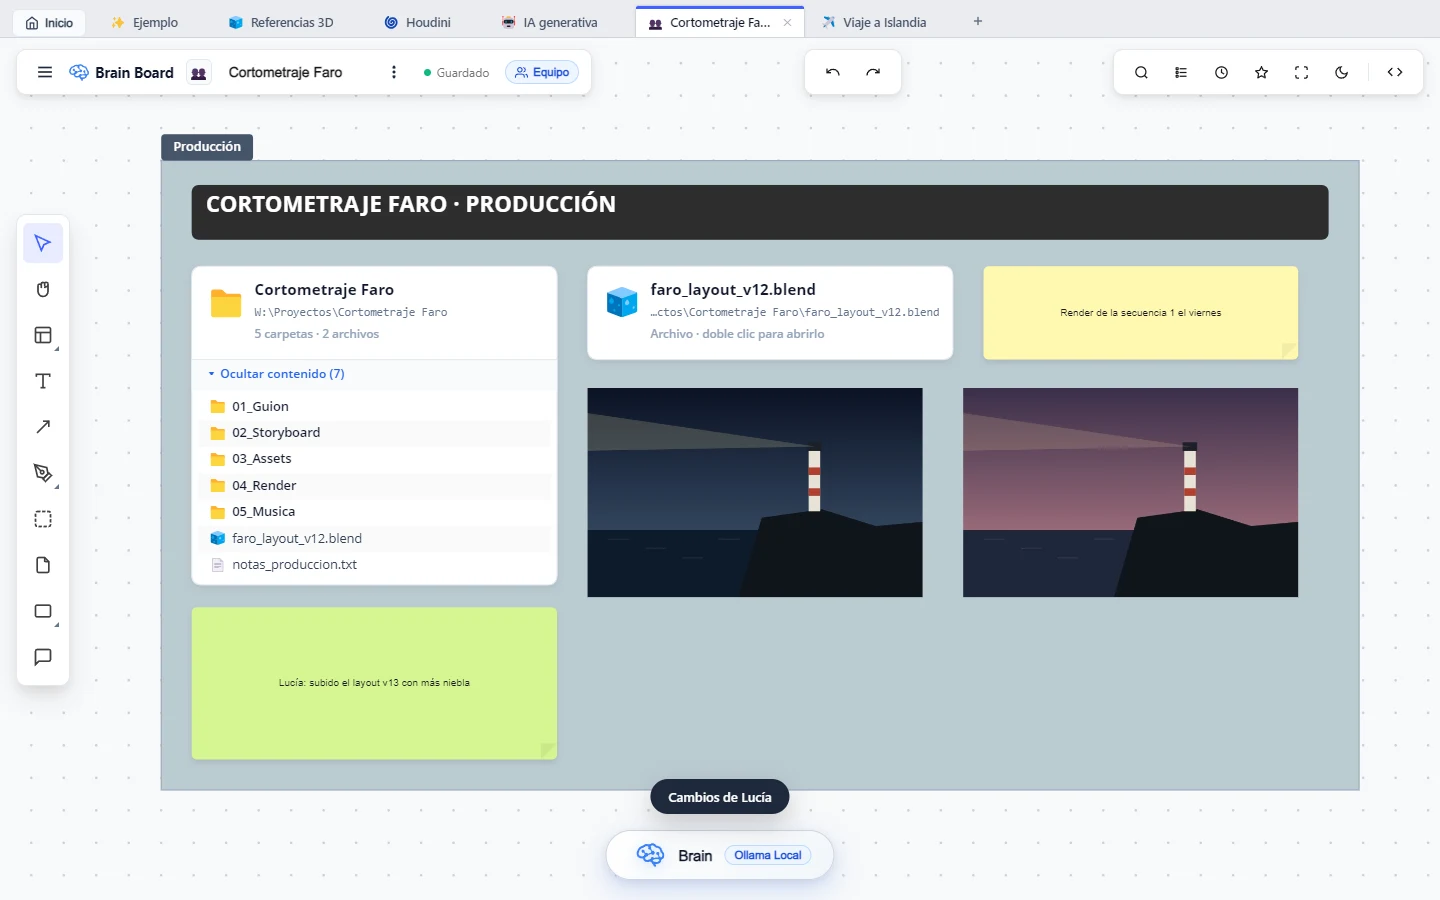 Inicio
Ejemplo
Referencias 3D
Houdini
IA generativa
Cortometraje Fa...
Viaje a Islandia
Brain Board
Cortometraje Faro
Guardado
Equipo
Producción
CORTOMETRAJE FARO · PRODUCCIÓN
Cortometraje Faro
W:\Proyectos\Cortometraje Faro
5 carpetas · 2 archivos
Ocultar contenido (7)
01_Guion
02_Storyboard
03_Assets
04_Render
05_Musica
faro_layout_v12.blend
notas_produccion.txt
faro_layout_v12.blend
…ctos\Cortometraje Faro\faro_layout_v12.blend
Archivo · doble clic para abrirlo
Render de la secuencia 1 el viernes
Lucía: subido el layout v13 con más niebla
Cambios de Lucía
Brain
Ollama Local